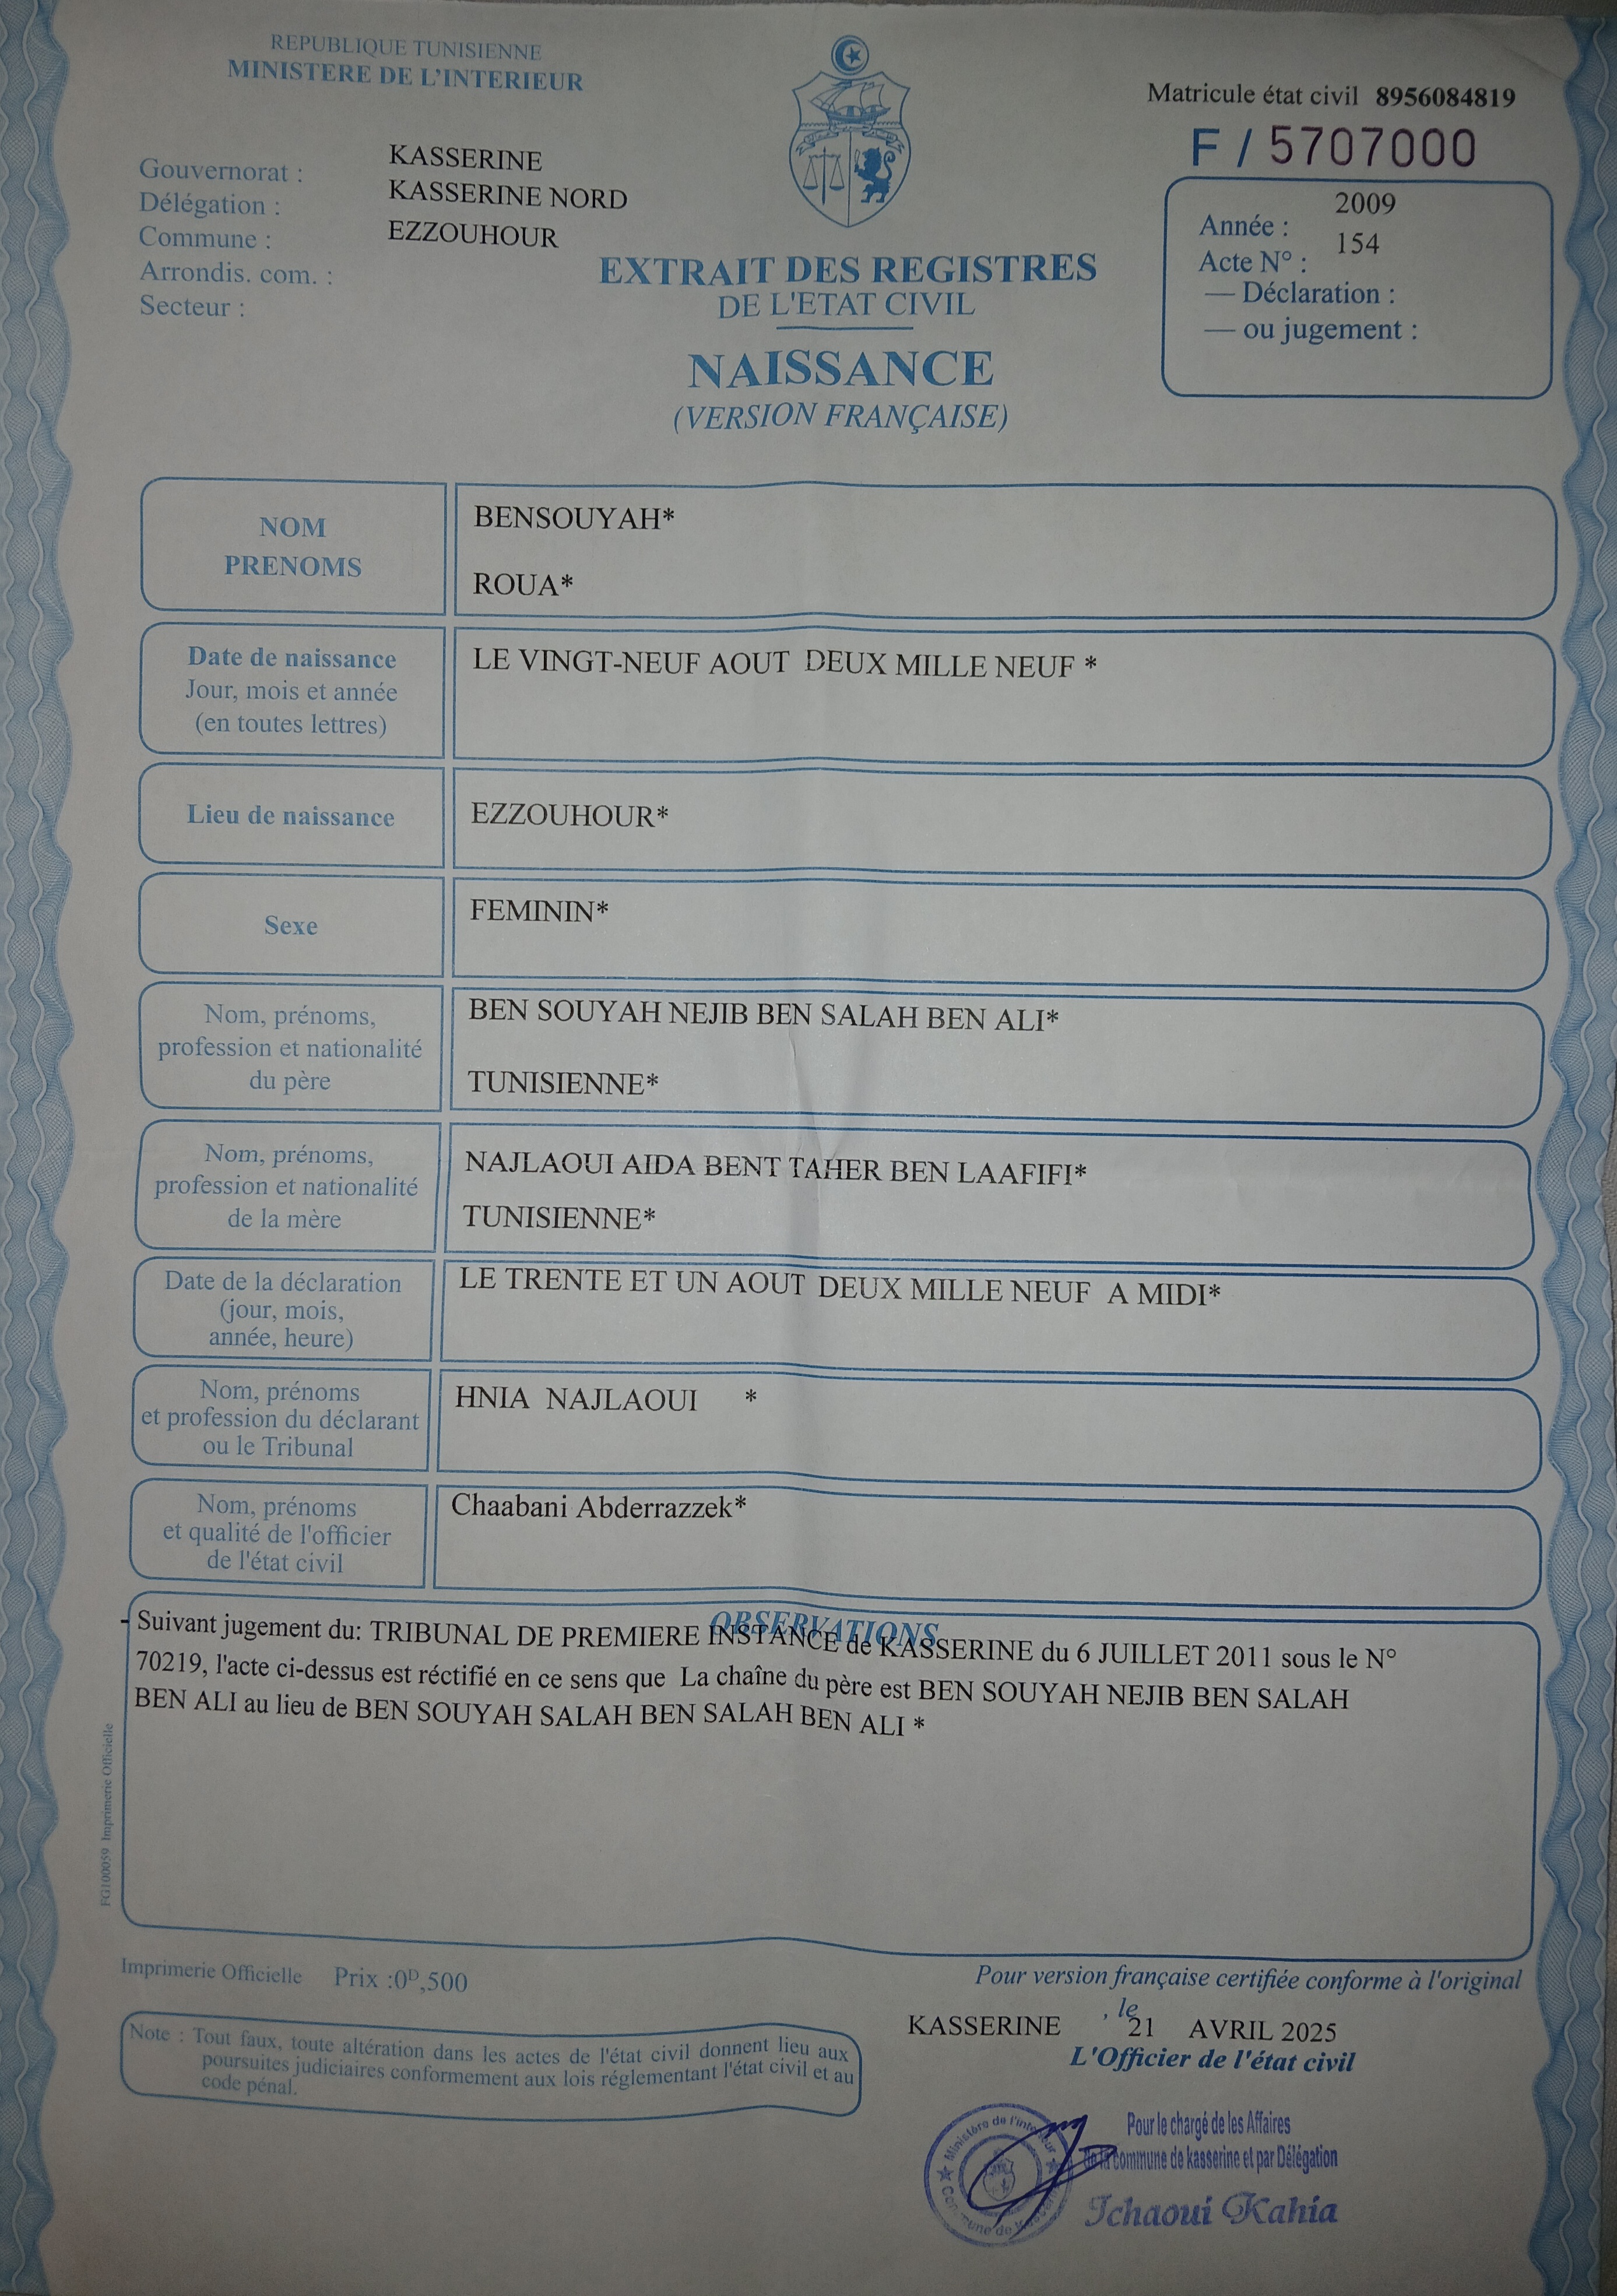 REPUBLIQUE TUNISIENNE
MINISTERE DE L'INTERIEUR
Matricule état civil 8956084819
F / 5707000
Gouvernorat : KASSERINE
Délégation : KASSERINE NORD
Commune : EZZOUHOUR
Arrondis. com. :
Secteur :
Année : 2009
Acte N° : 154
— Déclaration :
— ou jugement :
EXTRAIT DES REGISTRES
DE L'ETAT CIVIL
NAISSANCE
(VERSION FRANÇAISE)
NOM
PRENOMS
BENSOUYAH*
ROUA*
Date de naissance
Jour, mois et année
(en toutes lettres)
LE VINGT-NEUF AOUT DEUX MILLE NEUF *
Lieu de naissance
EZZOUHOUR*
Sexe
FEMININ*
Nom, prénoms,
profession et nationalité
du père
BEN SOUYAH NEJIB BEN SALAH BEN ALI*
TUNISIENNE*
Nom, prénoms,
profession et nationalité
de la mère
NAJLAOUI AIDA BENT TAHER BEN LAAFIFI*
TUNISIENNE*
Date de la déclaration
(jour, mois,
année, heure)
LE TRENTE ET UN AOUT DEUX MILLE NEUF A MIDI*
Nom, prénoms
et profession du déclarant
ou le Tribunal
HNIA NAJLAOUI *
Nom, prénoms
et qualité de l'officier
de l'état civil
Chaabani Abderrazzek*
OBSERVATIONS
- Suivant jugement du: TRIBUNAL DE PREMIERE INSTANCE de KASSERINE du 6 JUILLET 2011 sous le N°
70219, l'acte ci-dessus est réctifié en ce sens que La chaîne du père est BEN SOUYAH NEJIB BEN SALAH
BEN ALI au lieu de BEN SOUYAH SALAH BEN SALAH BEN ALI *
FG100059 Imprimerie Officielle
Imprimerie Officielle Prix :0D,500
Note : Tout faux, toute altération dans les actes de l'état civil donnent lieu aux
poursuites judiciaires conformement aux lois réglementant l'état civil et au
code pénal.
Pour version française certifiée conforme à l'original
KASSERINE , le 21 AVRIL 2025
L'Officier de l'état civil
Pour le chargé de les Affaires
de la commune de kasserine et par Délégation
Ichaoui Kahia
Ministère de l'intérieur
Commune de